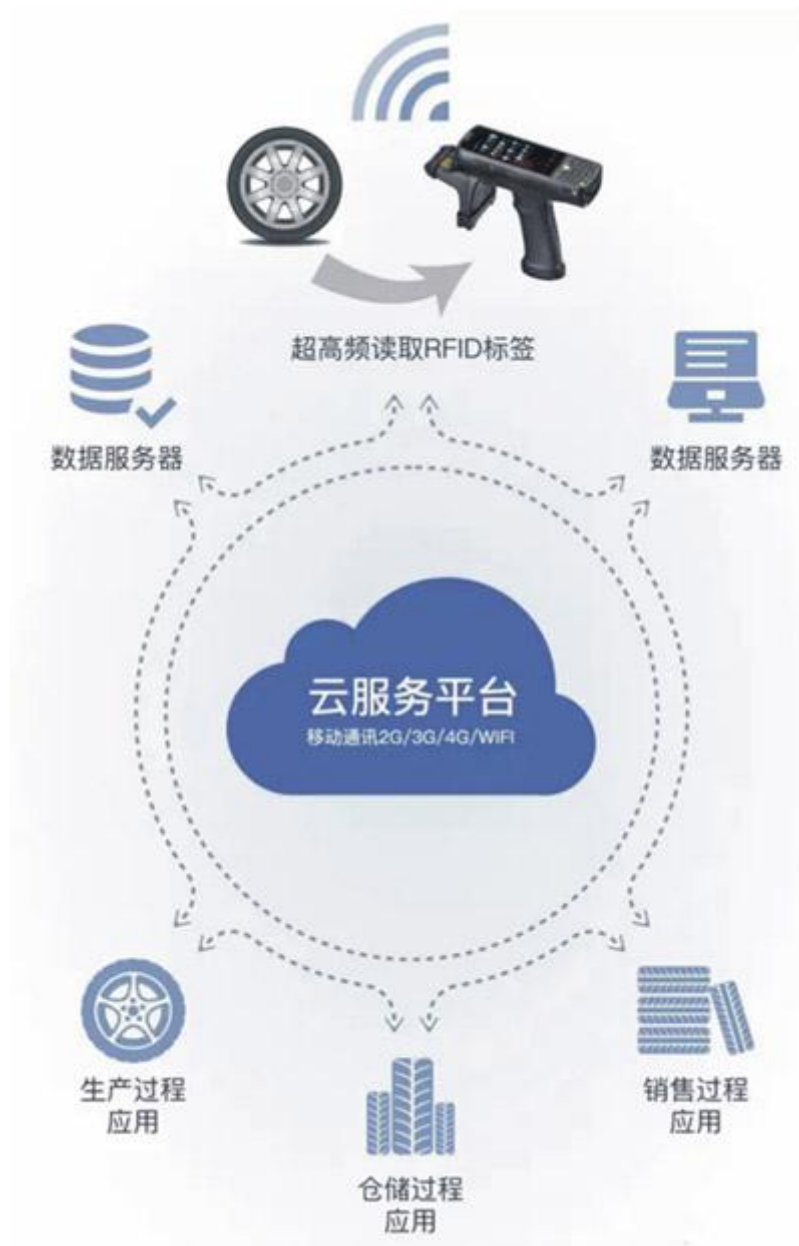 超高频读取RFID标签
数据服务器
数据服务器
云服务平台
移动通讯2G/3G/4G/WIFI
生产过程
应用
销售过程
应用
仓储过程
应用